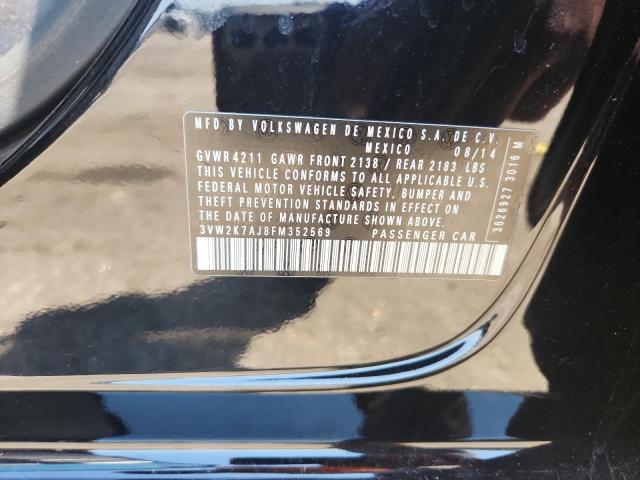 MFD BY VOLKSWAGEN DE MEXICO S.A. DE C.V.
MEXICO 08/14
GVWR 4211 GAWR FRONT 2138 / REAR 2183 LBS
THIS VEHICLE CONFORMS TO ALL APPLICABLE U.S.
FEDERAL MOTOR VEHICLE SAFETY, BUMPER AND
THEFT PREVENTION STANDARDS IN EFFECT ON
THE DATE OF MANUFACTURE SHOWN ABOVE.
3VW2K7AJ8FM352569 PASSENGER CAR
3620927 3016 M